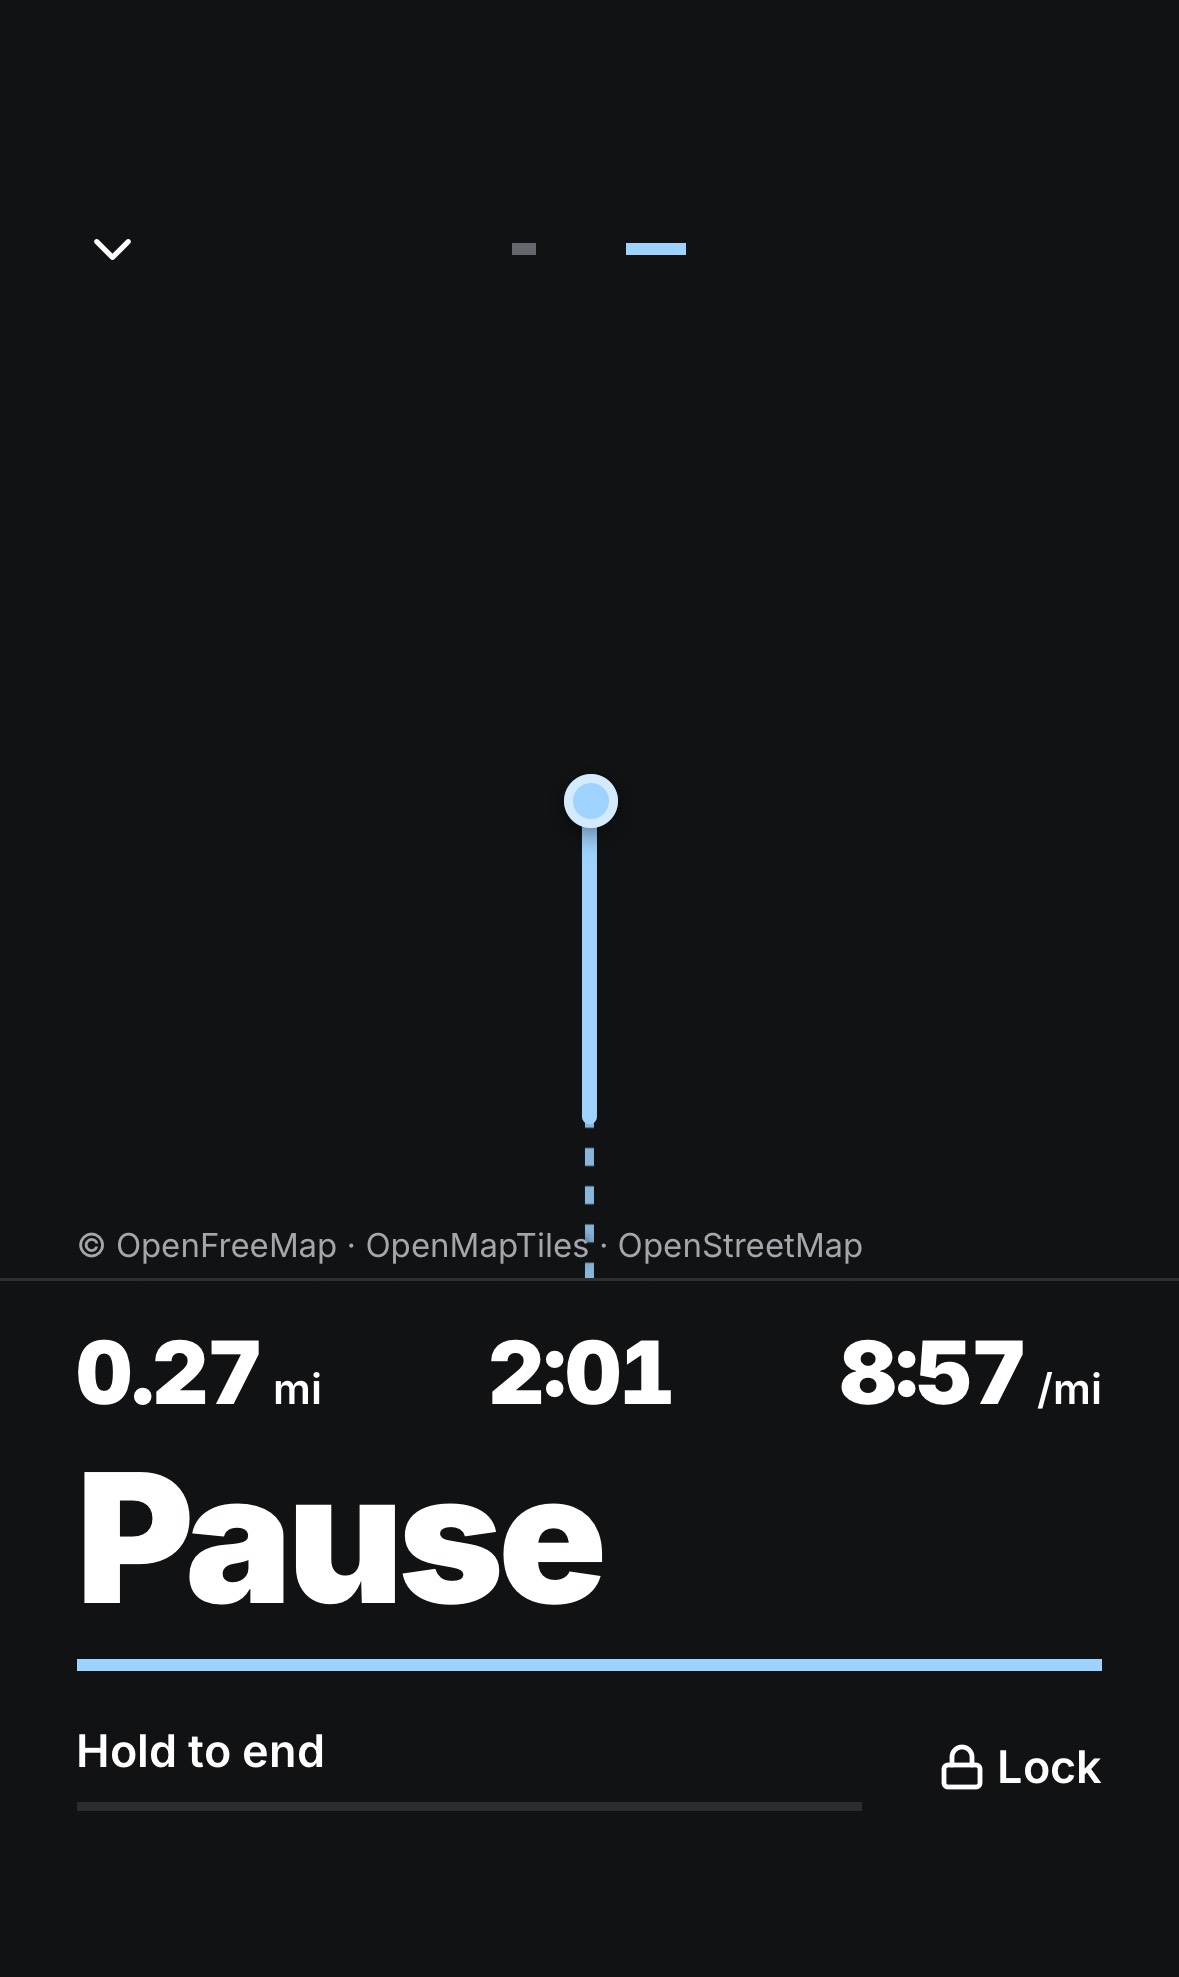 © OpenFreeMap · OpenMapTiles · OpenStreetMap
0.27 mi 2:01 8:57 /mi
Pause
Hold to end
Lock